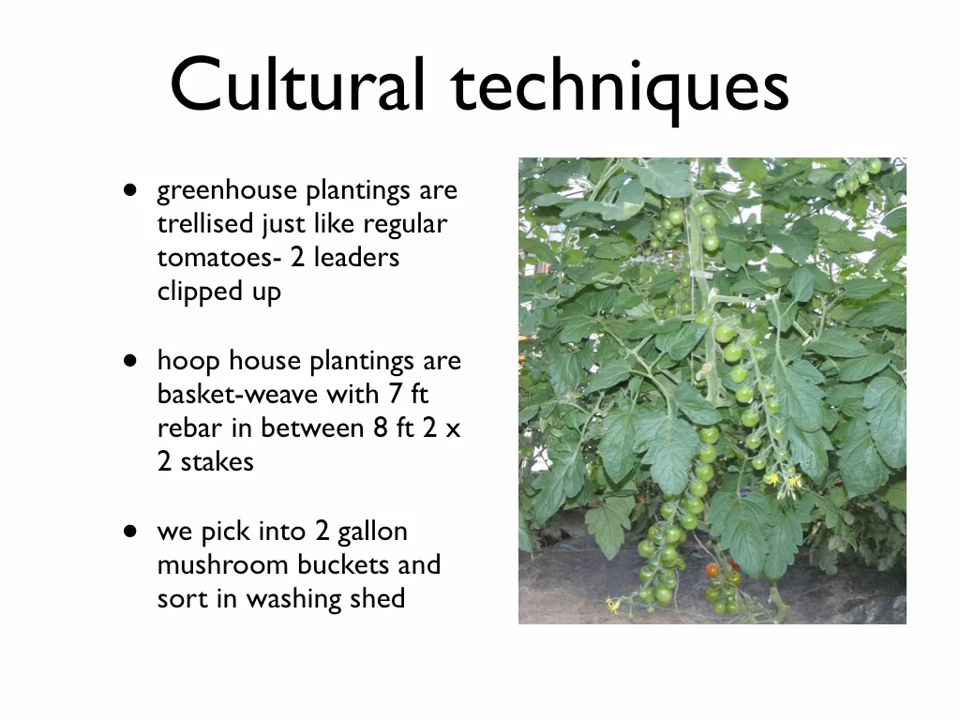 Cultural techniques
• greenhouse plantings are
trellised just like regular
tomatoes- 2 leaders
clipped up
• hoop house plantings are
basket-weave with 7 ft
rebar in between 8 ft 2 x
2 stakes
• we pick into 2 gallon
mushroom buckets and
sort in washing shed